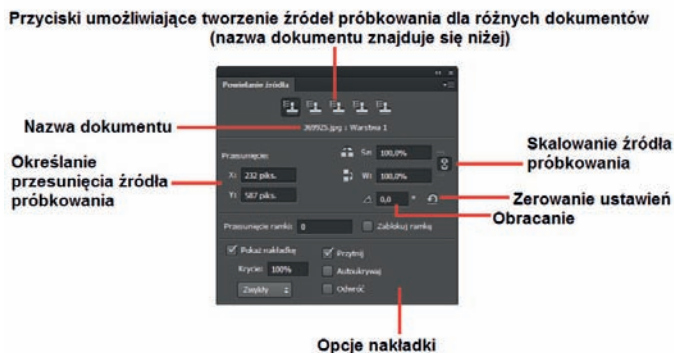 Przyciski umożliwiające tworzenie źródeł próbkowania dla różnych dokumentów
(nazwa dokumentu znajduje się niżej)
Powielanie źródła
Nazwa dokumentu
J69925.jpg : Warstwa 1
Określanie
przesunięcia źródła
próbkowania
Przesunięcie:
X: 232 piks.
Y: 587 piks.
Sz: 100,0%
W: 100,0%
0,0 °
Skalowanie źródła
próbkowania
Zerowanie ustawień
Obracanie
Przesunięcie ramki: 0
Zablokuj ramkę
Pokaż nakładkę
Przytnij
Krycie: 100%
Autoukrywaj
Zwykły
Odwróć
Opcje nakładki